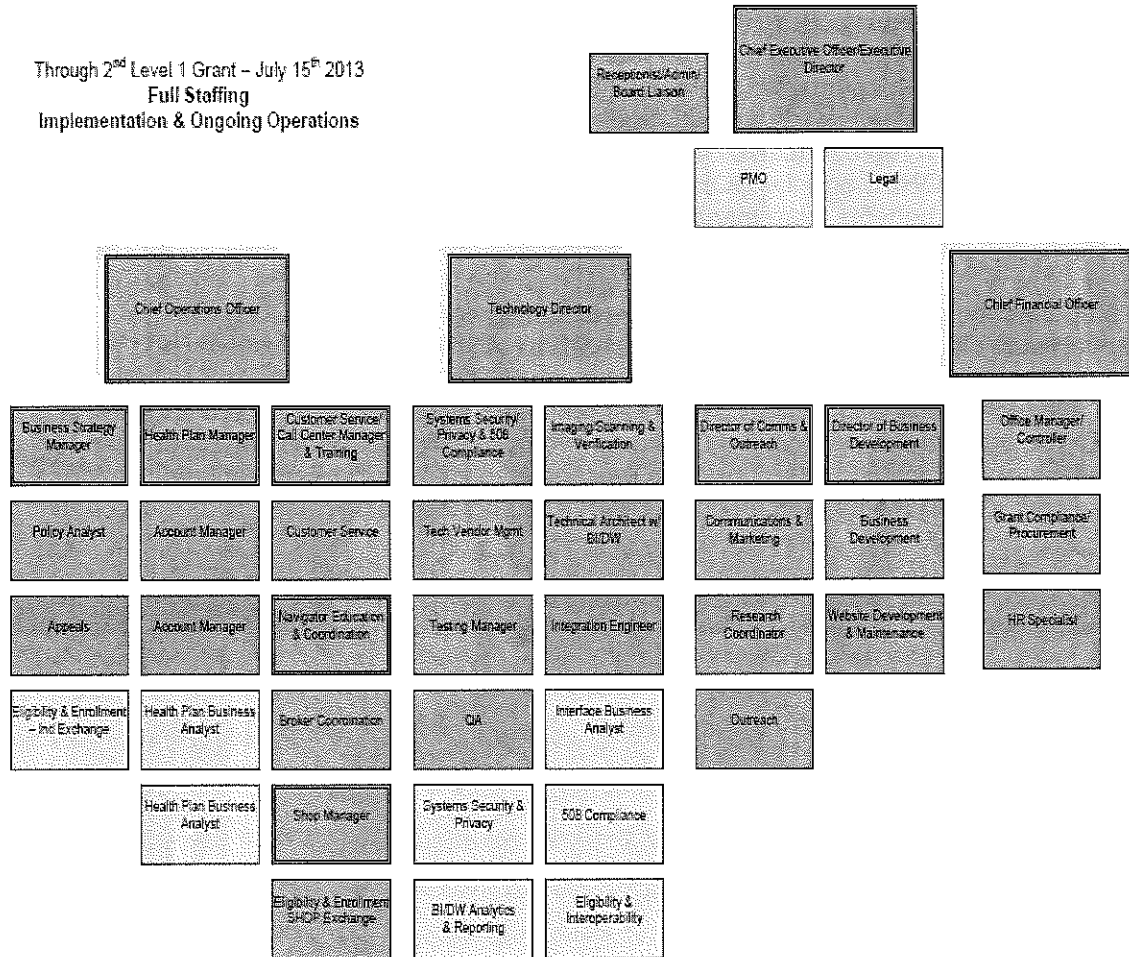 Through 2nd Level 1 Grant – July 15th 2013
Full Staffing
Implementation & Ongoing Operations
Receptionist/Admin/
Board Liaison
Chief Executive Officer/Executive
Director
PMO
Legal
Chief Operations Officer
Technology Director
Chief Financial Officer
Business Strategy
Manager
Health Plan Manager
Customer Service/
Call Center Manager
& Training
Systems Security/
Privacy & 508
Compliance
Imaging/Scanning &
Verification
Director of Comms &
Outreach
Director of Business
Development
Office Manager/
Controller
Policy Analyst
Account Manager
Customer Service
Tech Vendor Mgmt
Technical Architect w/
BI/DW
Communications &
Marketing
Business
Development
Grant Compliance/
Procurement
Appeals
Account Manager
Navigator Education
& Coordination
Testing Manager
Integration Engineer
Research
Coordinator
Website Development
& Maintenance
HR Specialist
Eligibility & Enrollment
– Ind Exchange
Health Plan Business
Analyst
Broker Coordination
QA
Interface Business
Analyst
Outreach
Health Plan Business
Analyst
Shop Manager
Systems Security &
Privacy
508 Compliance
Eligibility & Enrollment
SHOP Exchange
BI/DW Analytics
& Reporting
Eligibility &
Interoperability